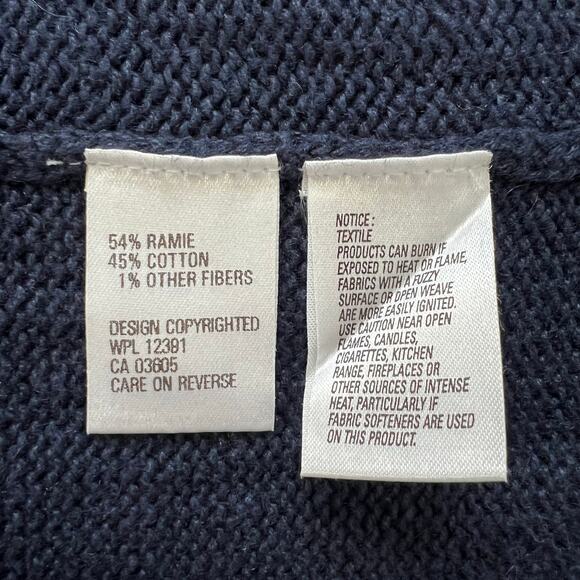 54% RAMIE
45% COTTON
1% OTHER FIBERS
DESIGN COPYRIGHTED
WPL 12391
CA 03605
CARE ON REVERSE
NOTICE:
TEXTILE
PRODUCTS CAN BURN IF
EXPOSED TO HEAT OR FLAME,
FABRICS WITH A FUZZY
SURFACE OR OPEN WEAVE
ARE MORE EASILY IGNITED.
USE CAUTION NEAR OPEN
FLAMES, CANDLES,
CIGARETTES, KITCHEN
RANGE, FIREPLACES OR
OTHER SOURCES OF INTENSE
HEAT, PARTICULARLY IF
FABRIC SOFTENERS ARE USED
ON THIS PRODUCT.